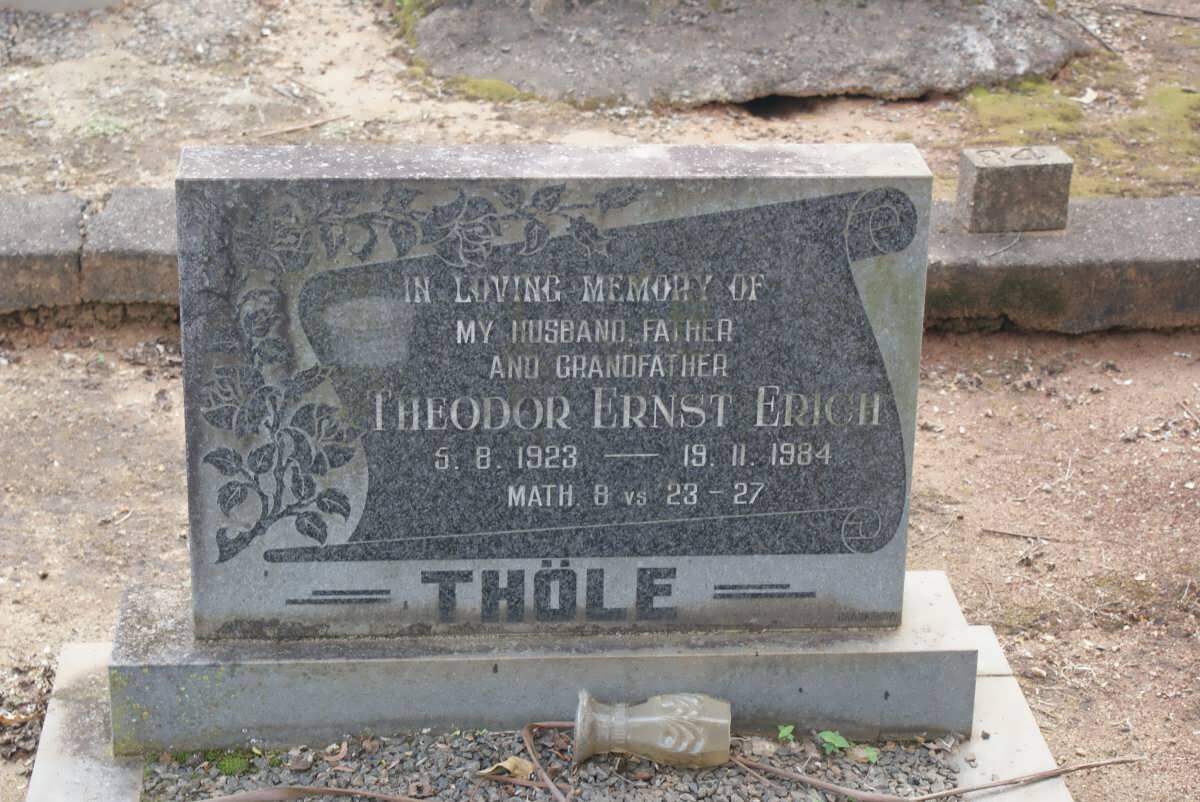 IN LOVING MEMORY OF
MY HUSBAND, FATHER
AND GRANDFATHER
THEODOR ERNST ERICH
5. 8. 1923 — 19. 11. 1984
MATH. 8 VS 23 - 27
THÖLE